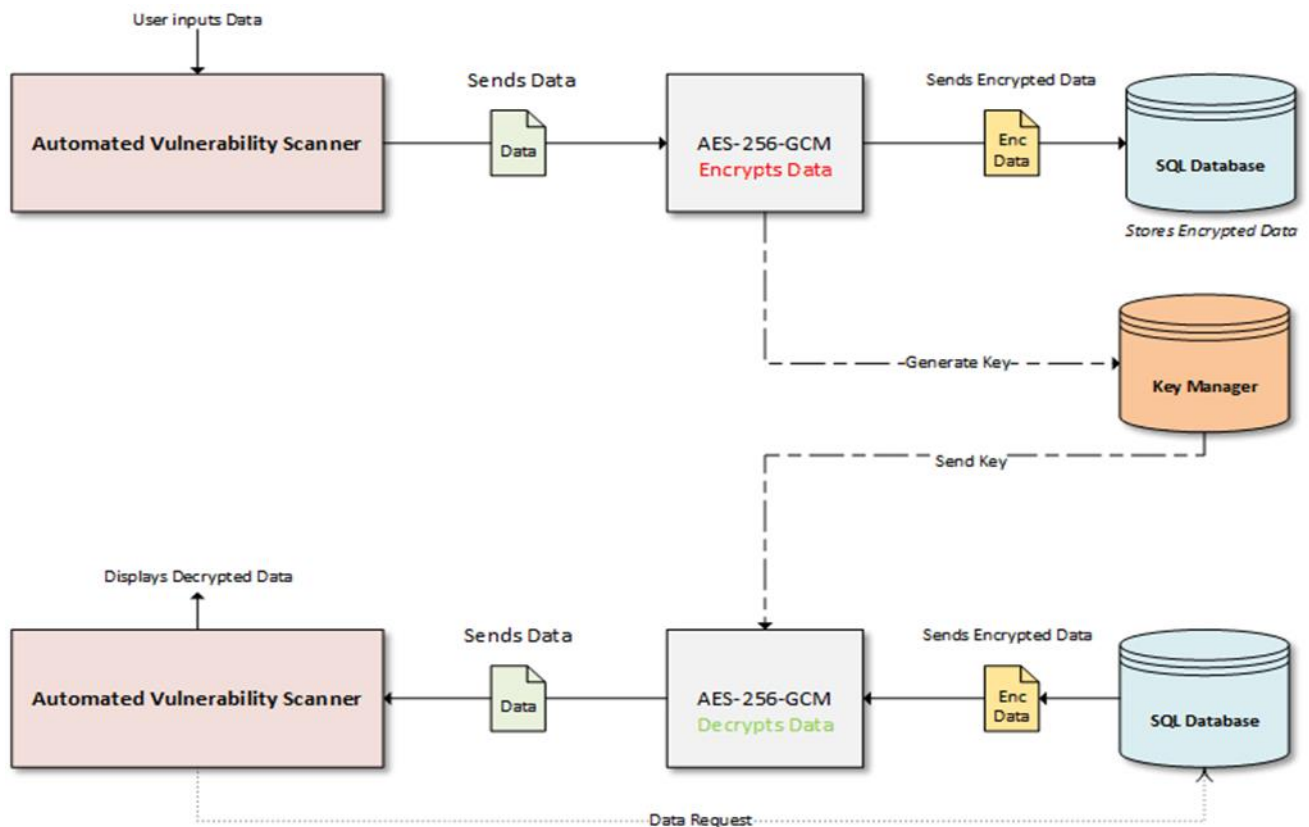 User inputs Data
Automated Vulnerability Scanner
Sends Data
Data
AES-256-GCM
Encrypts Data
Sends Encrypted Data
Enc
Data
SQL Database
Stores Encrypted Data
Generate Key
Key Manager
Send Key
Displays Decrypted Data
Automated Vulnerability Scanner
Sends Data
Data
AES-256-GCM
Decrypts Data
Sends Encrypted Data
Enc
Data
SQL Database
Data Request